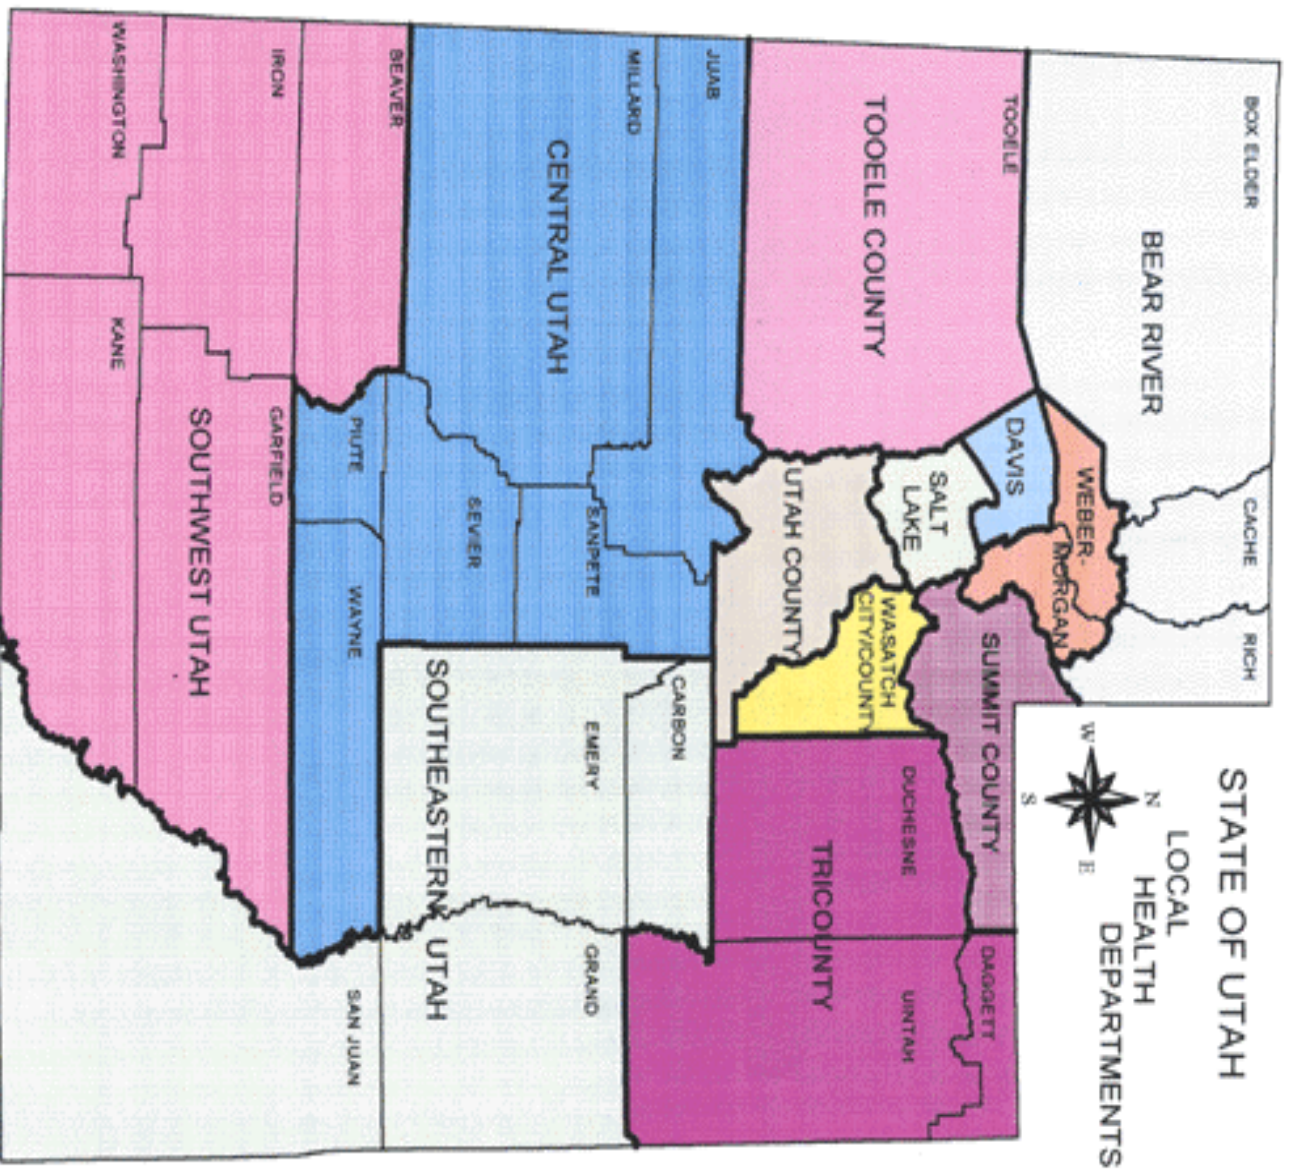 STATE OF UTAH
LOCAL
HEALTH
DEPARTMENTS
N
W
E
S
BOX ELDER
CACHE
RICH
BEAR RIVER
WEBER-
MORGAN
TOOELE
DAVIS
TOOELE COUNTY
SALT
LAKE
SUMMIT COUNTY
DAGGETT
WASATCH
CITY/COUNTY
DUCHESNE
UINTAH
UTAH COUNTY
TRICOUNTY
JUAB
CARBON
MILLARD
SANPETE
EMERY
GRAND
CENTRAL UTAH
SEVIER
SOUTHEASTERN UTAH
BEAVER
PIUTE
WAYNE
SAN JUAN
IRON
GARFIELD
SOUTHWEST UTAH
WASHINGTON
KANE